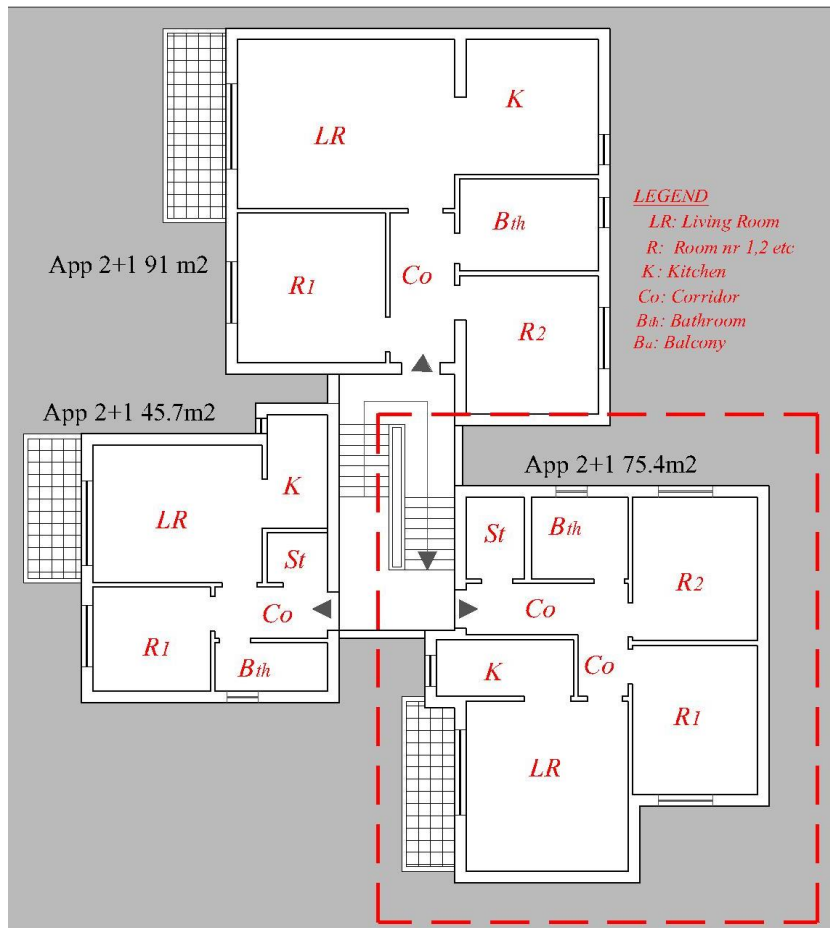 K
LR
LEGEND
LR: Living Room
R: Room nr 1,2 etc
K: Kitchen
Co: Corridor
Bth: Bathroom
Ba: Balcony
Bth
App 2+1 91 m2
R1
Co
R2
App 2+1 45.7m2
App 2+1 75.4m2
K
LR
St
Co
R1
Bth
St
Bth
R2
Co
K
Co
R1
LR